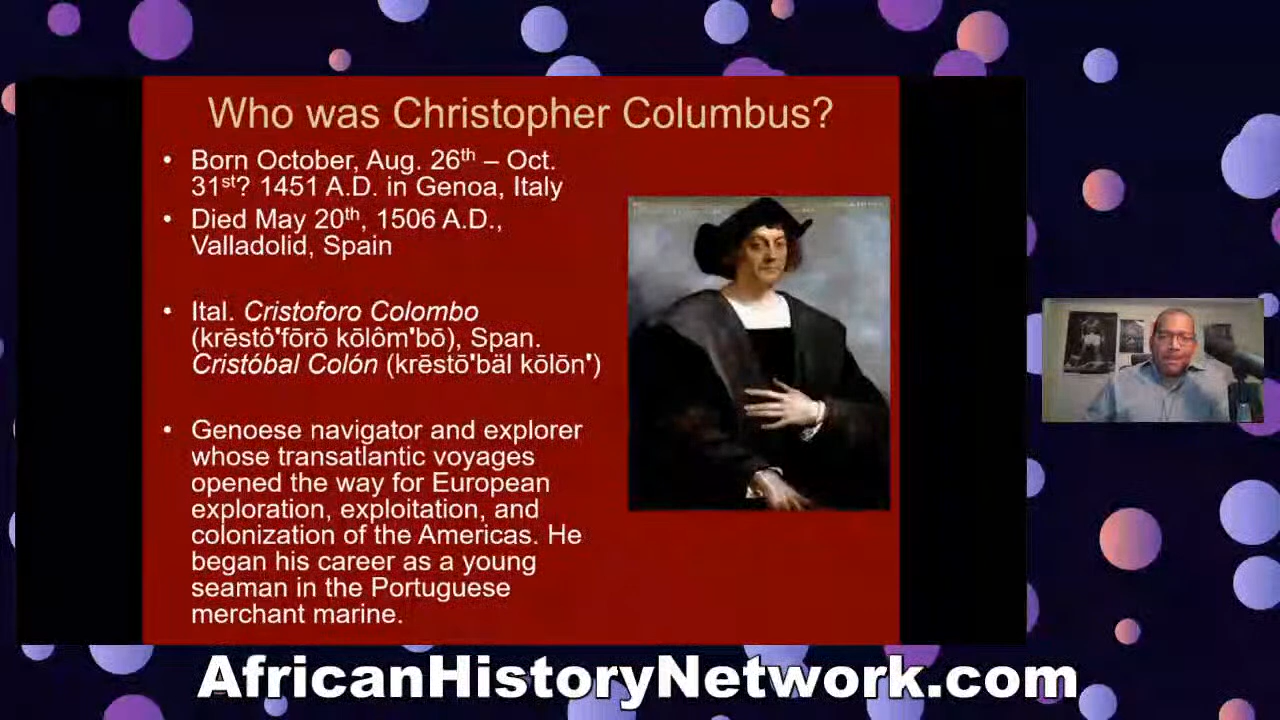 Who was Christopher Columbus?
• Born October, Aug. 26th – Oct.
31st? 1451 A.D. in Genoa, Italy
• Died May 20th, 1506 A.D.,
Valladolid, Spain
• Ital. Cristoforo Colombo
(krēstô'fōrō kōlôm'bō), Span.
Cristóbal Colón (krēstō'bäl kōlōn')
• Genoese navigator and explorer
whose transatlantic voyages
opened the way for European
exploration, exploitation, and
colonization of the Americas. He
began his career as a young
seaman in the Portuguese
merchant marine.
AfricanHistoryNetwork.com